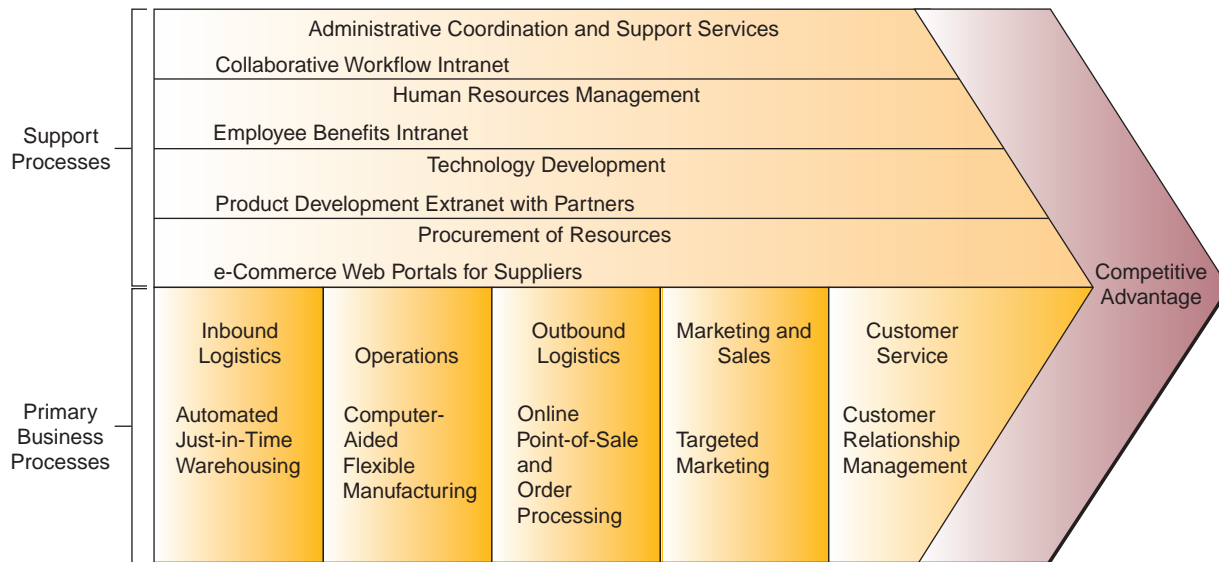 Support
Processes
Administrative Coordination and Support Services
Collaborative Workflow Intranet
Human Resources Management
Employee Benefits Intranet
Technology Development
Product Development Extranet with Partners
Procurement of Resources
e-Commerce Web Portals for Suppliers
Competitive
Advantage
Primary
Business
Processes
Inbound
Logistics
Automated
Just-in-Time
Warehousing
Operations
Computer-
Aided
Flexible
Manufacturing
Outbound
Logistics
Online
Point-of-Sale
and
Order
Processing
Marketing and
Sales
Targeted
Marketing
Customer
Service
Customer
Relationship
Management